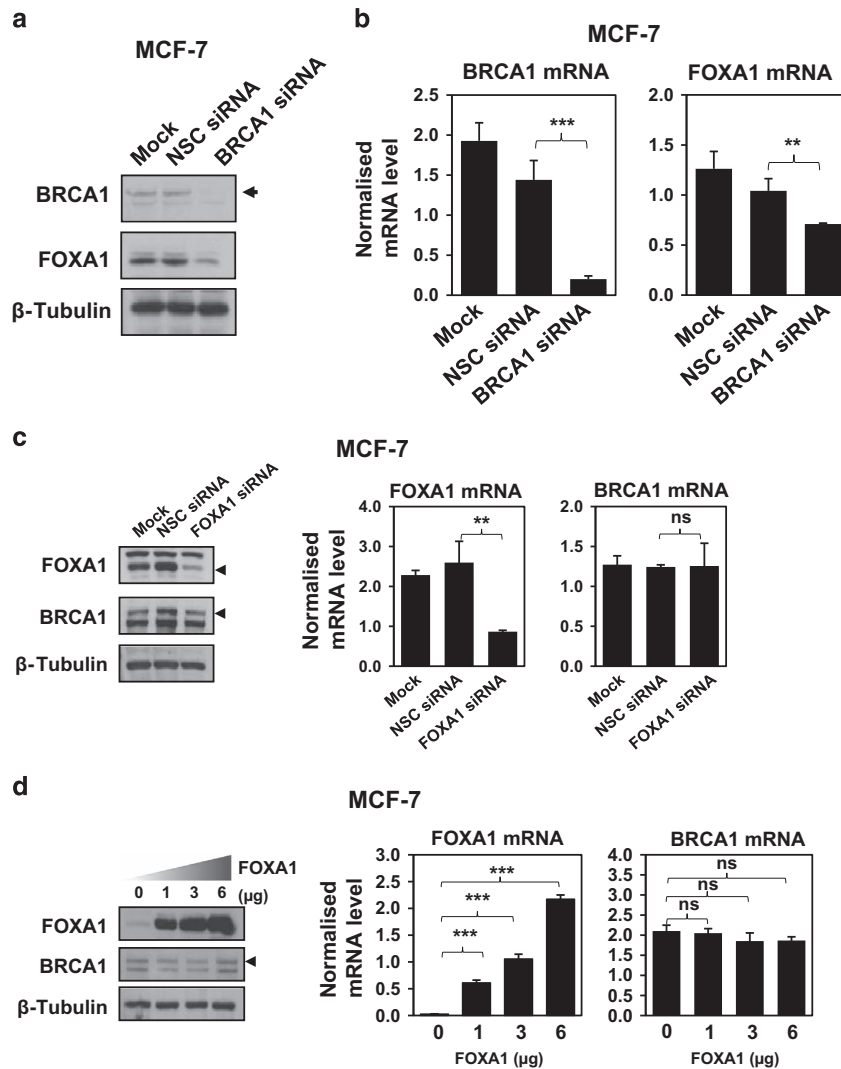 a
MCF-7
Mock
NSC siRNA
BRCA1 siRNA
BRCA1
FOXA1
β-Tubulin
b
MCF-7
BRCA1 mRNA
Normalised
mRNA level
2.5
2.0
1.5
1.0
0.5
0.0
***
Mock
NSC siRNA
BRCA1 siRNA
FOXA1 mRNA
2.0
1.5
1.0
0.5
0.0
**
Mock
NSC siRNA
BRCA1 siRNA
c
MCF-7
Mock
NSC siRNA
FOXA1 siRNA
FOXA1
BRCA1
β-Tubulin
FOXA1 mRNA
Normalised
mRNA level
4.0
3.0
2.0
1.0
0.0
**
Mock
NSC siRNA
FOXA1 siRNA
BRCA1 mRNA
2.0
1.5
1.0
0.5
0.0
ns
Mock
NSC siRNA
FOXA1 siRNA
d
MCF-7
FOXA1
0 1 3 6 (µg)
FOXA1
BRCA1
β-Tubulin
FOXA1 mRNA
Normalised
mRNA level
3.0
2.5
2.0
1.5
1.0
0.5
0.0
***
***
***
0 1 3 6
FOXA1 (µg)
BRCA1 mRNA
4.0
3.5
3.0
2.5
2.0
1.5
1.0
0.5
0.0
ns
ns
ns
0 1 3 6
FOXA1 (µg)